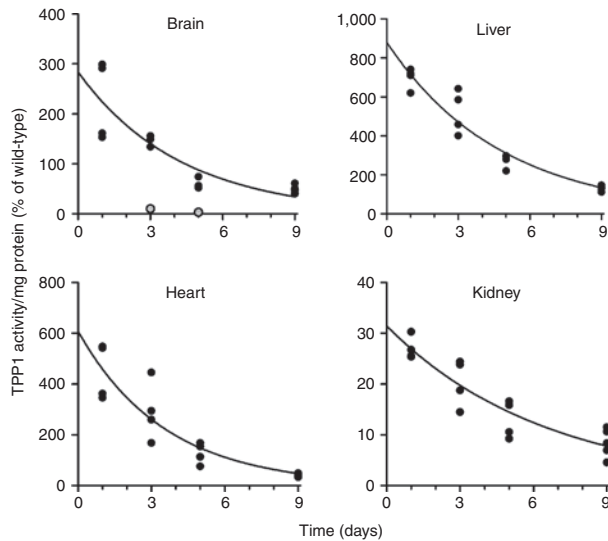 TPP1 activity/mg protein (% of wild-type)
Brain
400
300
200
100
0
0 3 6 9
Liver
1,000
800
600
400
200
0
0 3 6 9
Heart
800
600
400
200
0
0 3 6 9
Kidney
40
30
20
10
0
0 3 6 9
Time (days)